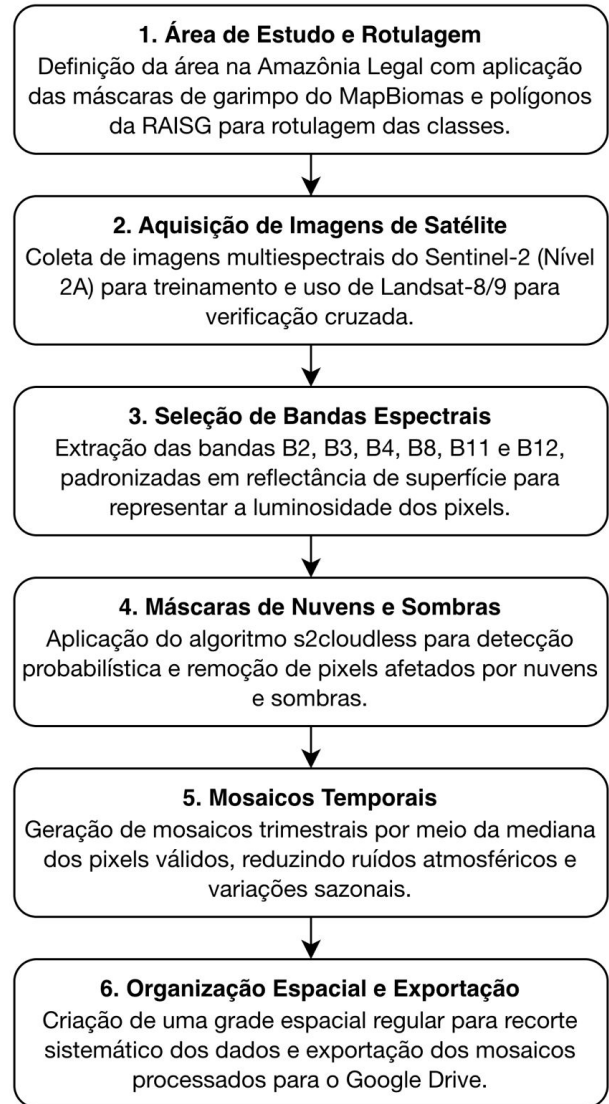 1. Área de Estudo e Rotulagem
Definição da área na Amazônia Legal com aplicação
das máscaras de garimpo do MapBiomas e polígonos
da RAISG para rotulagem das classes.
2. Aquisição de Imagens de Satélite
Coleta de imagens multiespectrais do Sentinel-2 (Nível
2A) para treinamento e uso de Landsat-8/9 para
verificação cruzada.
3. Seleção de Bandas Espectrais
Extração das bandas B2, B3, B4, B8, B11 e B12,
padronizadas em reflectância de superfície para
representar a luminosidade dos pixels.
4. Máscaras de Nuvens e Sombras
Aplicação do algoritmo s2cloudless para detecção
probabilística e remoção de pixels afetados por nuvens
e sombras.
5. Mosaicos Temporais
Geração de mosaicos trimestrais por meio da mediana
dos pixels válidos, reduzindo ruídos atmosféricos e
variações sazonais.
6. Organização Espacial e Exportação
Criação de uma grade espacial regular para recorte
sistemático dos dados e exportação dos mosaicos
processados para o Google Drive.